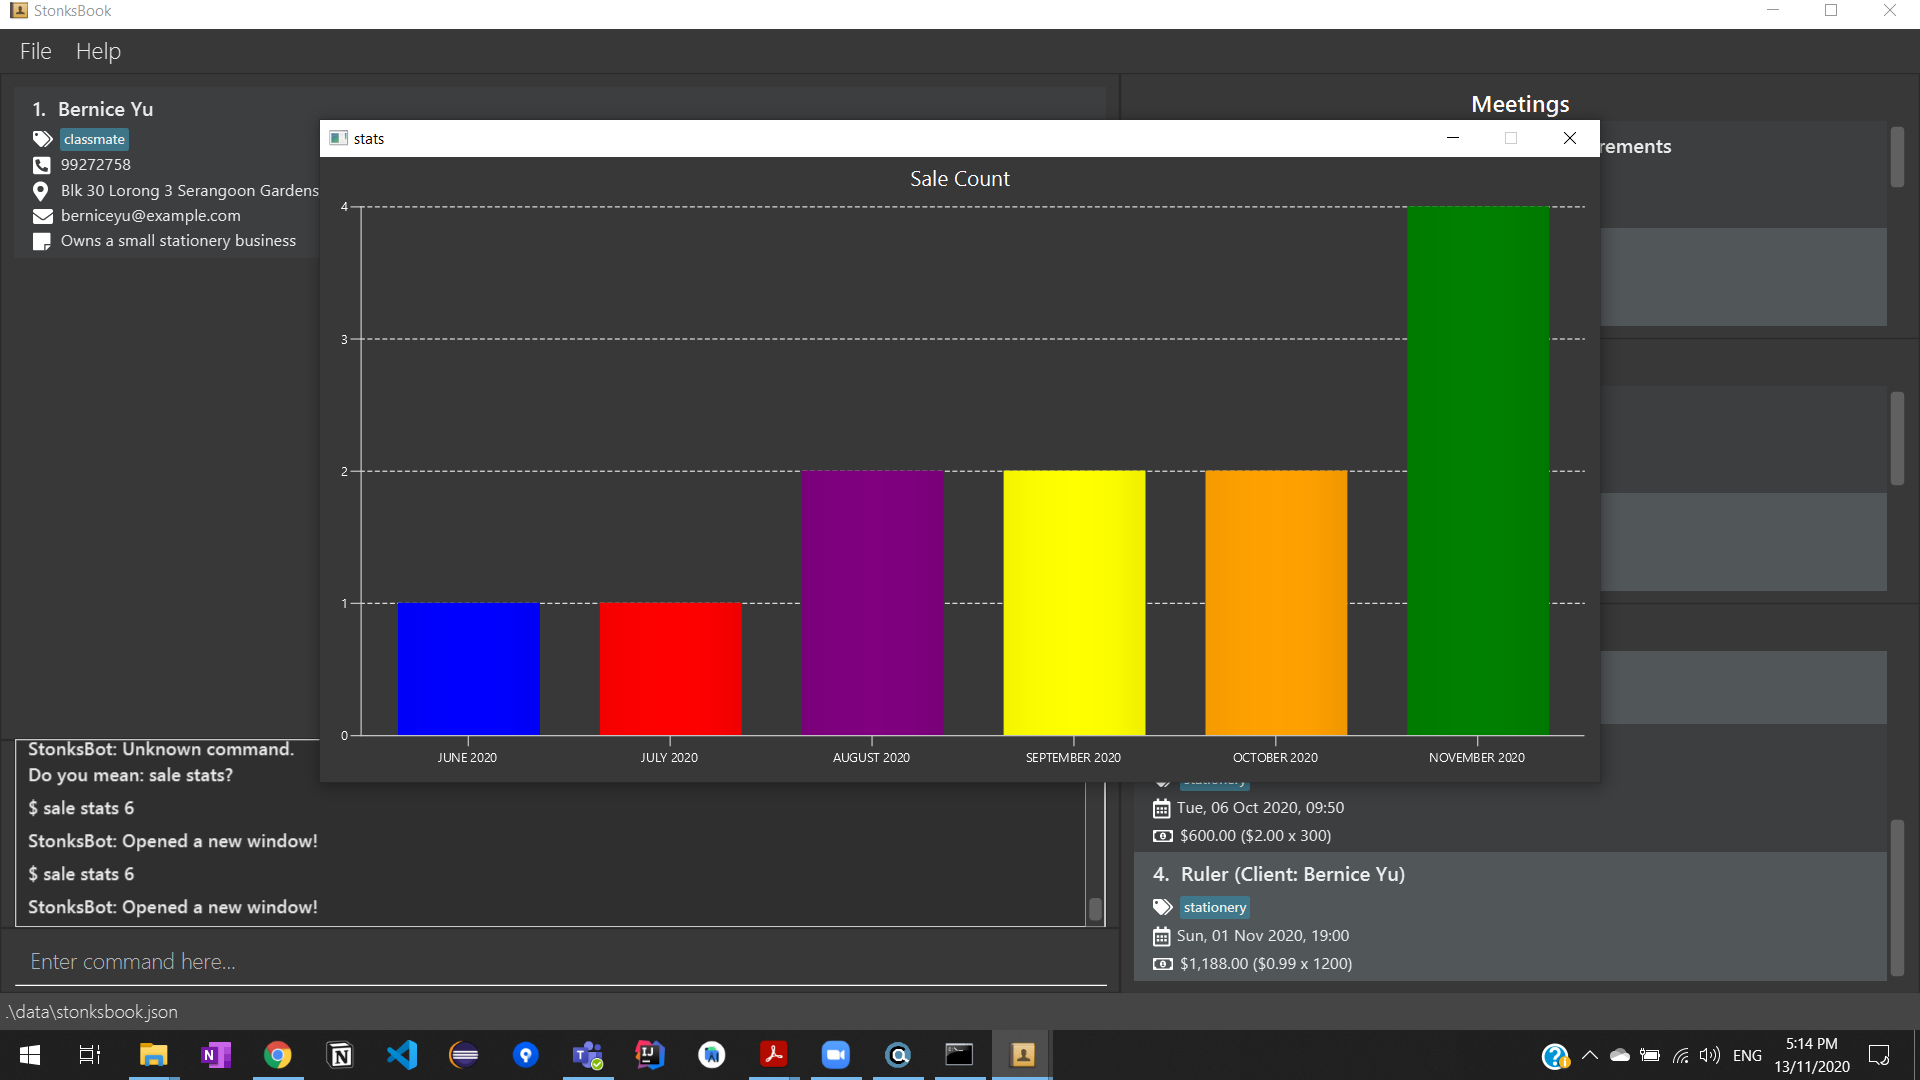 StonksBook
File Help
1. Bernice Yu
classmate
99272758
Blk 30 Lorong 3 Serangoon Gardens
berniceyu@example.com
Owns a small stationery business
stats
Sale Count
4
3
2
1
0
JUNE 2020
JULY 2020
AUGUST 2020
SEPTEMBER 2020
OCTOBER 2020
NOVEMBER 2020
Meetings
rements
StonksBot: Unknown command.
Do you mean: sale stats?
$ sale stats 6
StonksBot: Opened a new window!
$ sale stats 6
StonksBot: Opened a new window!
Enter command here...
stationery
Tue, 06 Oct 2020, 09:50
$600.00 ($2.00 x 300)
4. Ruler (Client: Bernice Yu)
stationery
Sun, 01 Nov 2020, 19:00
$1,188.00 ($0.99 x 1200)
.\data\stonksbook.json
ENG
5:14 PM
13/11/2020